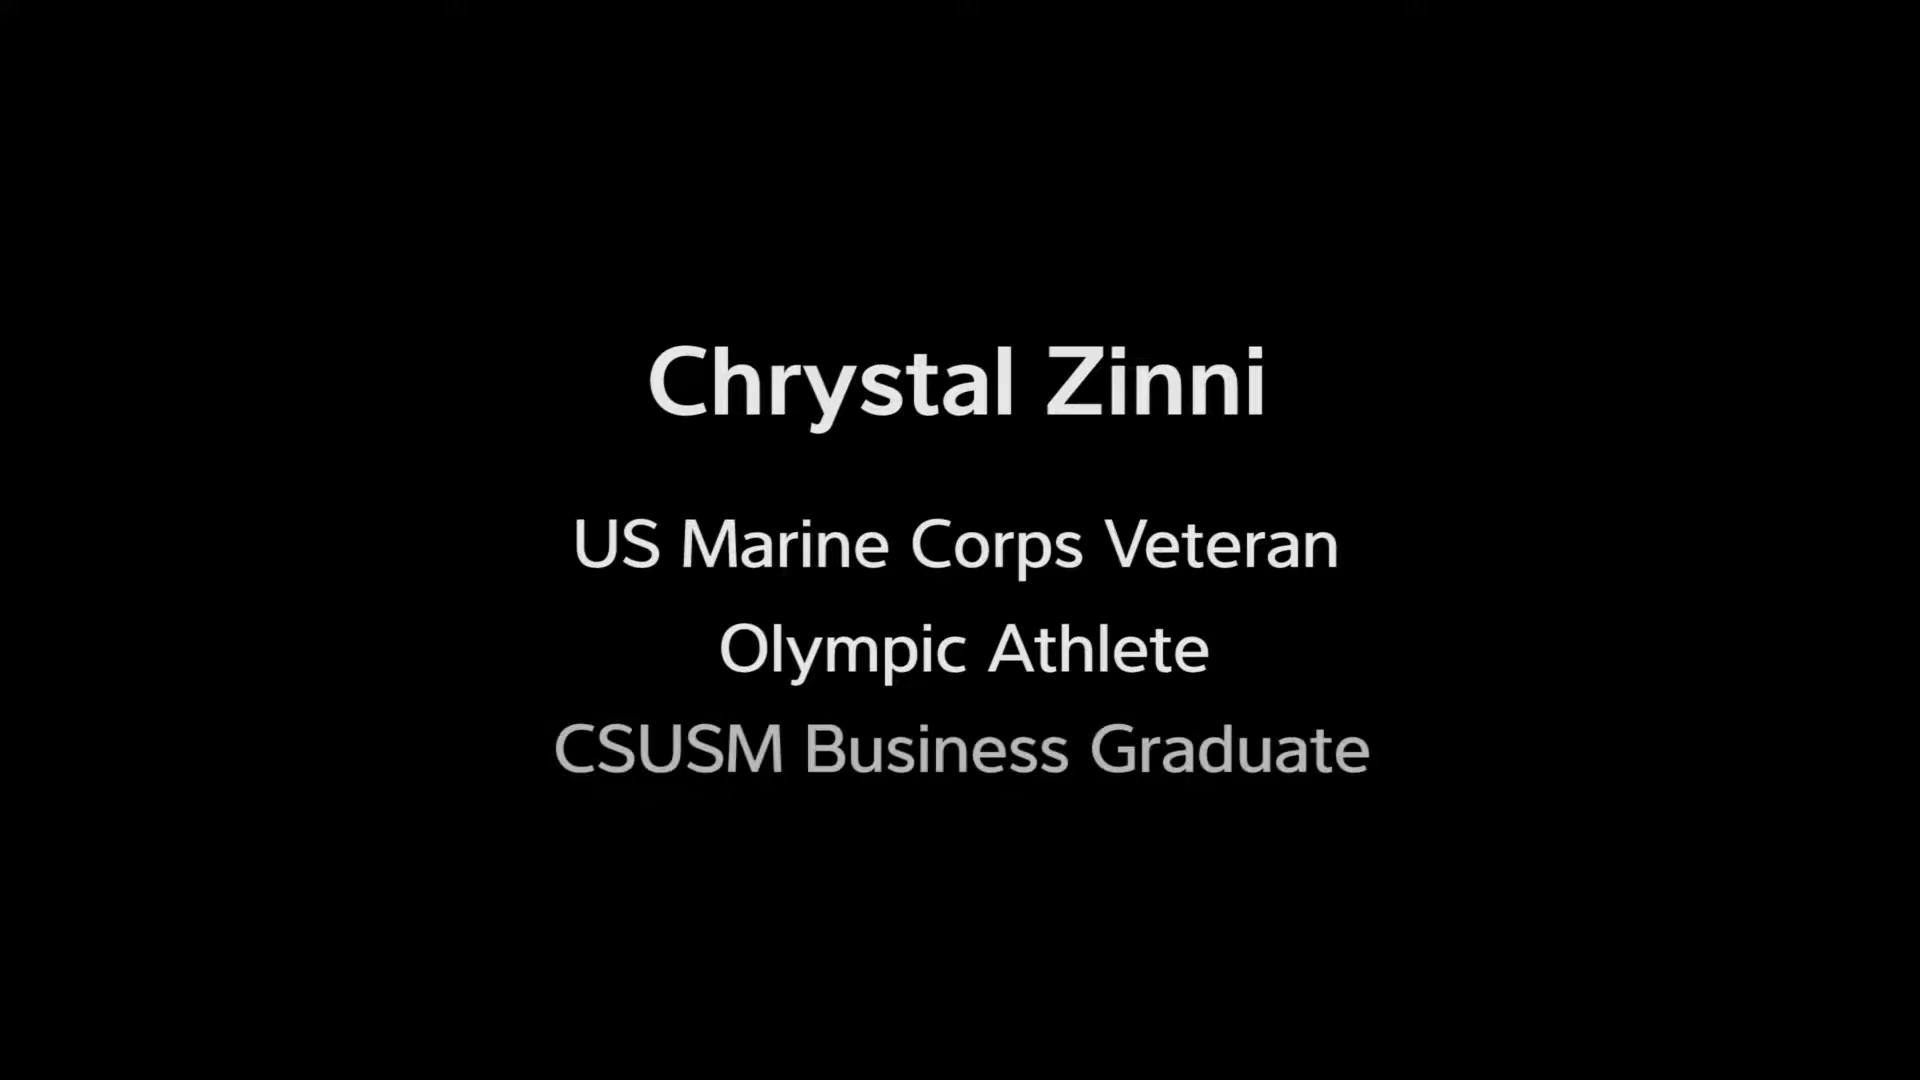 Chrystal Zinni
US Marine Corps Veteran
Olympic Athlete
CSUSM Business Graduate